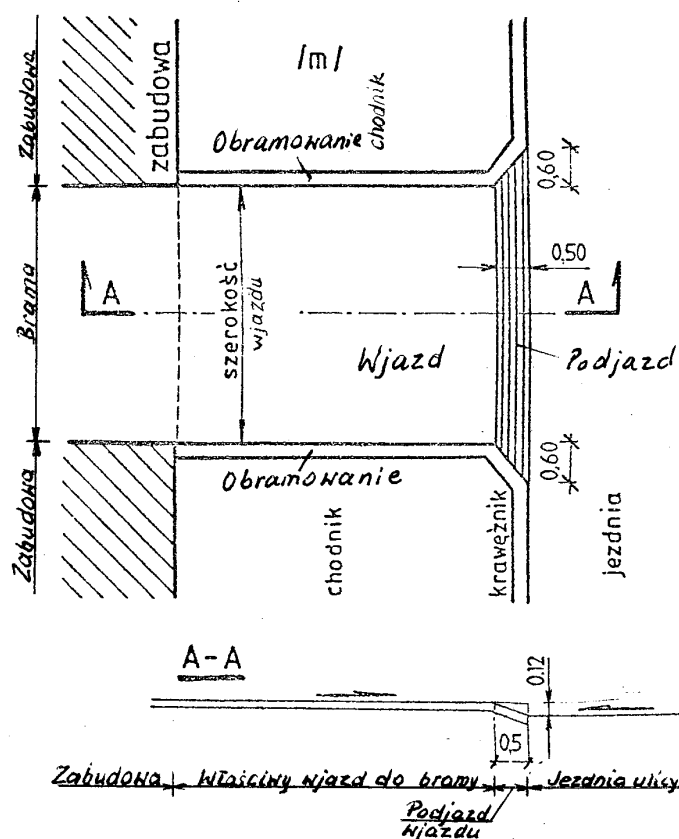 Zabudowa
zabudowa
/m/
chodnik
Obramowanie
0,60
Brama
A
szerokość
wjazdu
0,50
A
Wjazd
Podjazd
Zabudowa
Obramowanie
0,60
chodnik
krawężnik
jezdnia
A-A
0,12
0,5
Zabudowa
Właściwy wjazd do bramy
Jezdnia ulicy
Podjazd
wjazdu